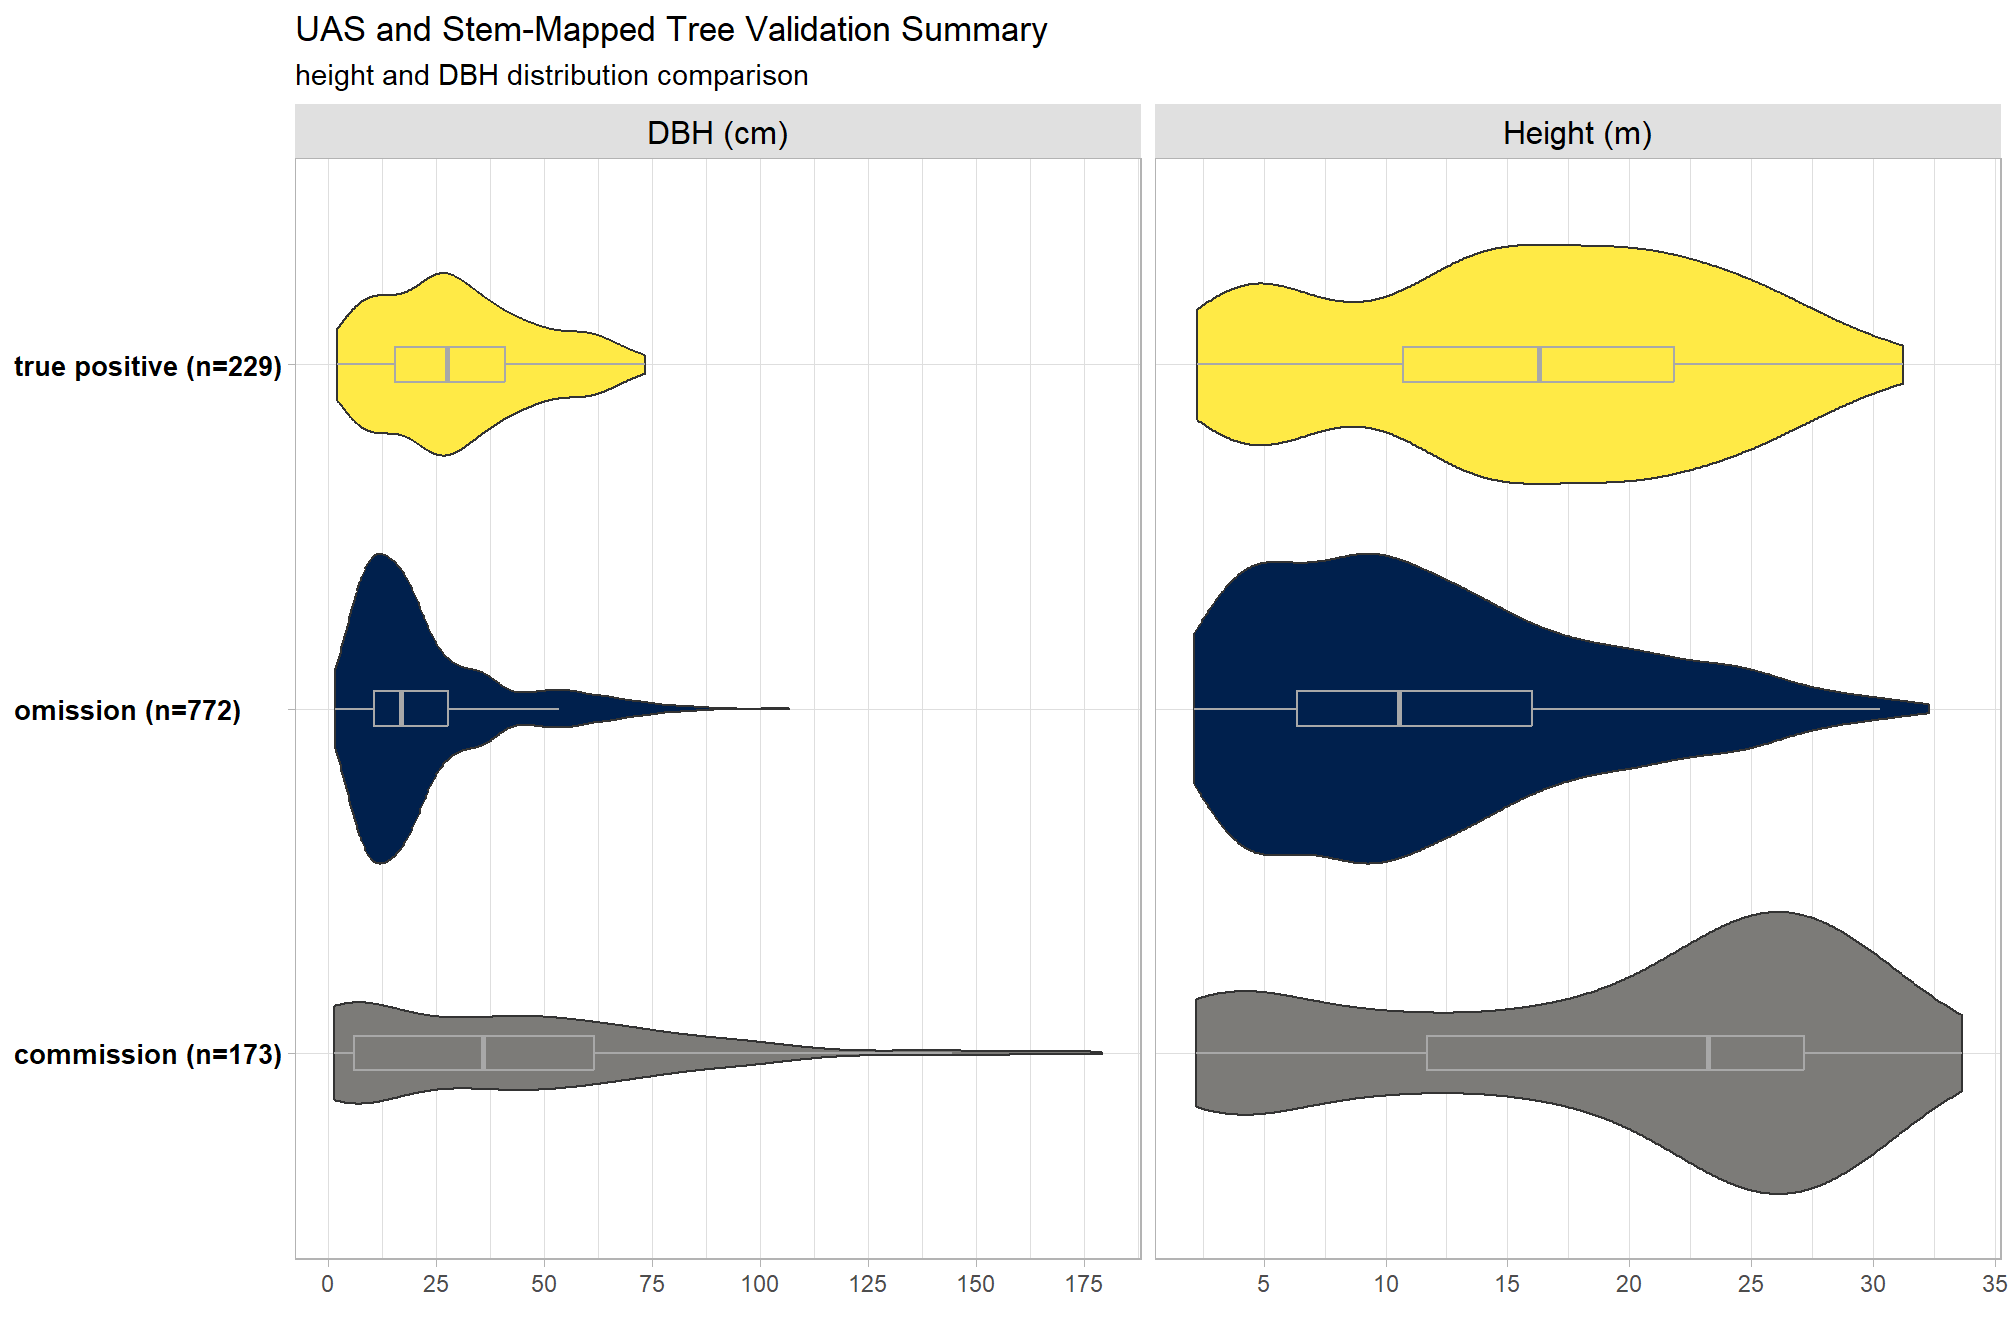 UAS and Stem-Mapped Tree Validation Summary
height and DBH distribution comparison
DBH (cm)
Height (m)
true positive (n=229)
omission (n=772)
commission (n=173)
0 25 50 75 100 125 150 175
5 10 15 20 25 30 35